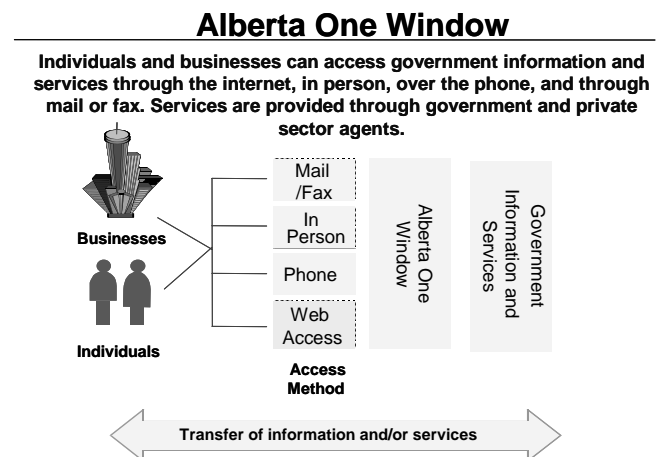 Alberta One Window
Individuals and businesses can access government information and
services through the internet, in person, over the phone, and through
mail or fax. Services are provided through government and private
sector agents.
Businesses
Individuals
Mail
/Fax
In
Person
Phone
Web
Access
Access
Method
Alberta One
Window
Government
Information and
Services
Transfer of information and/or services